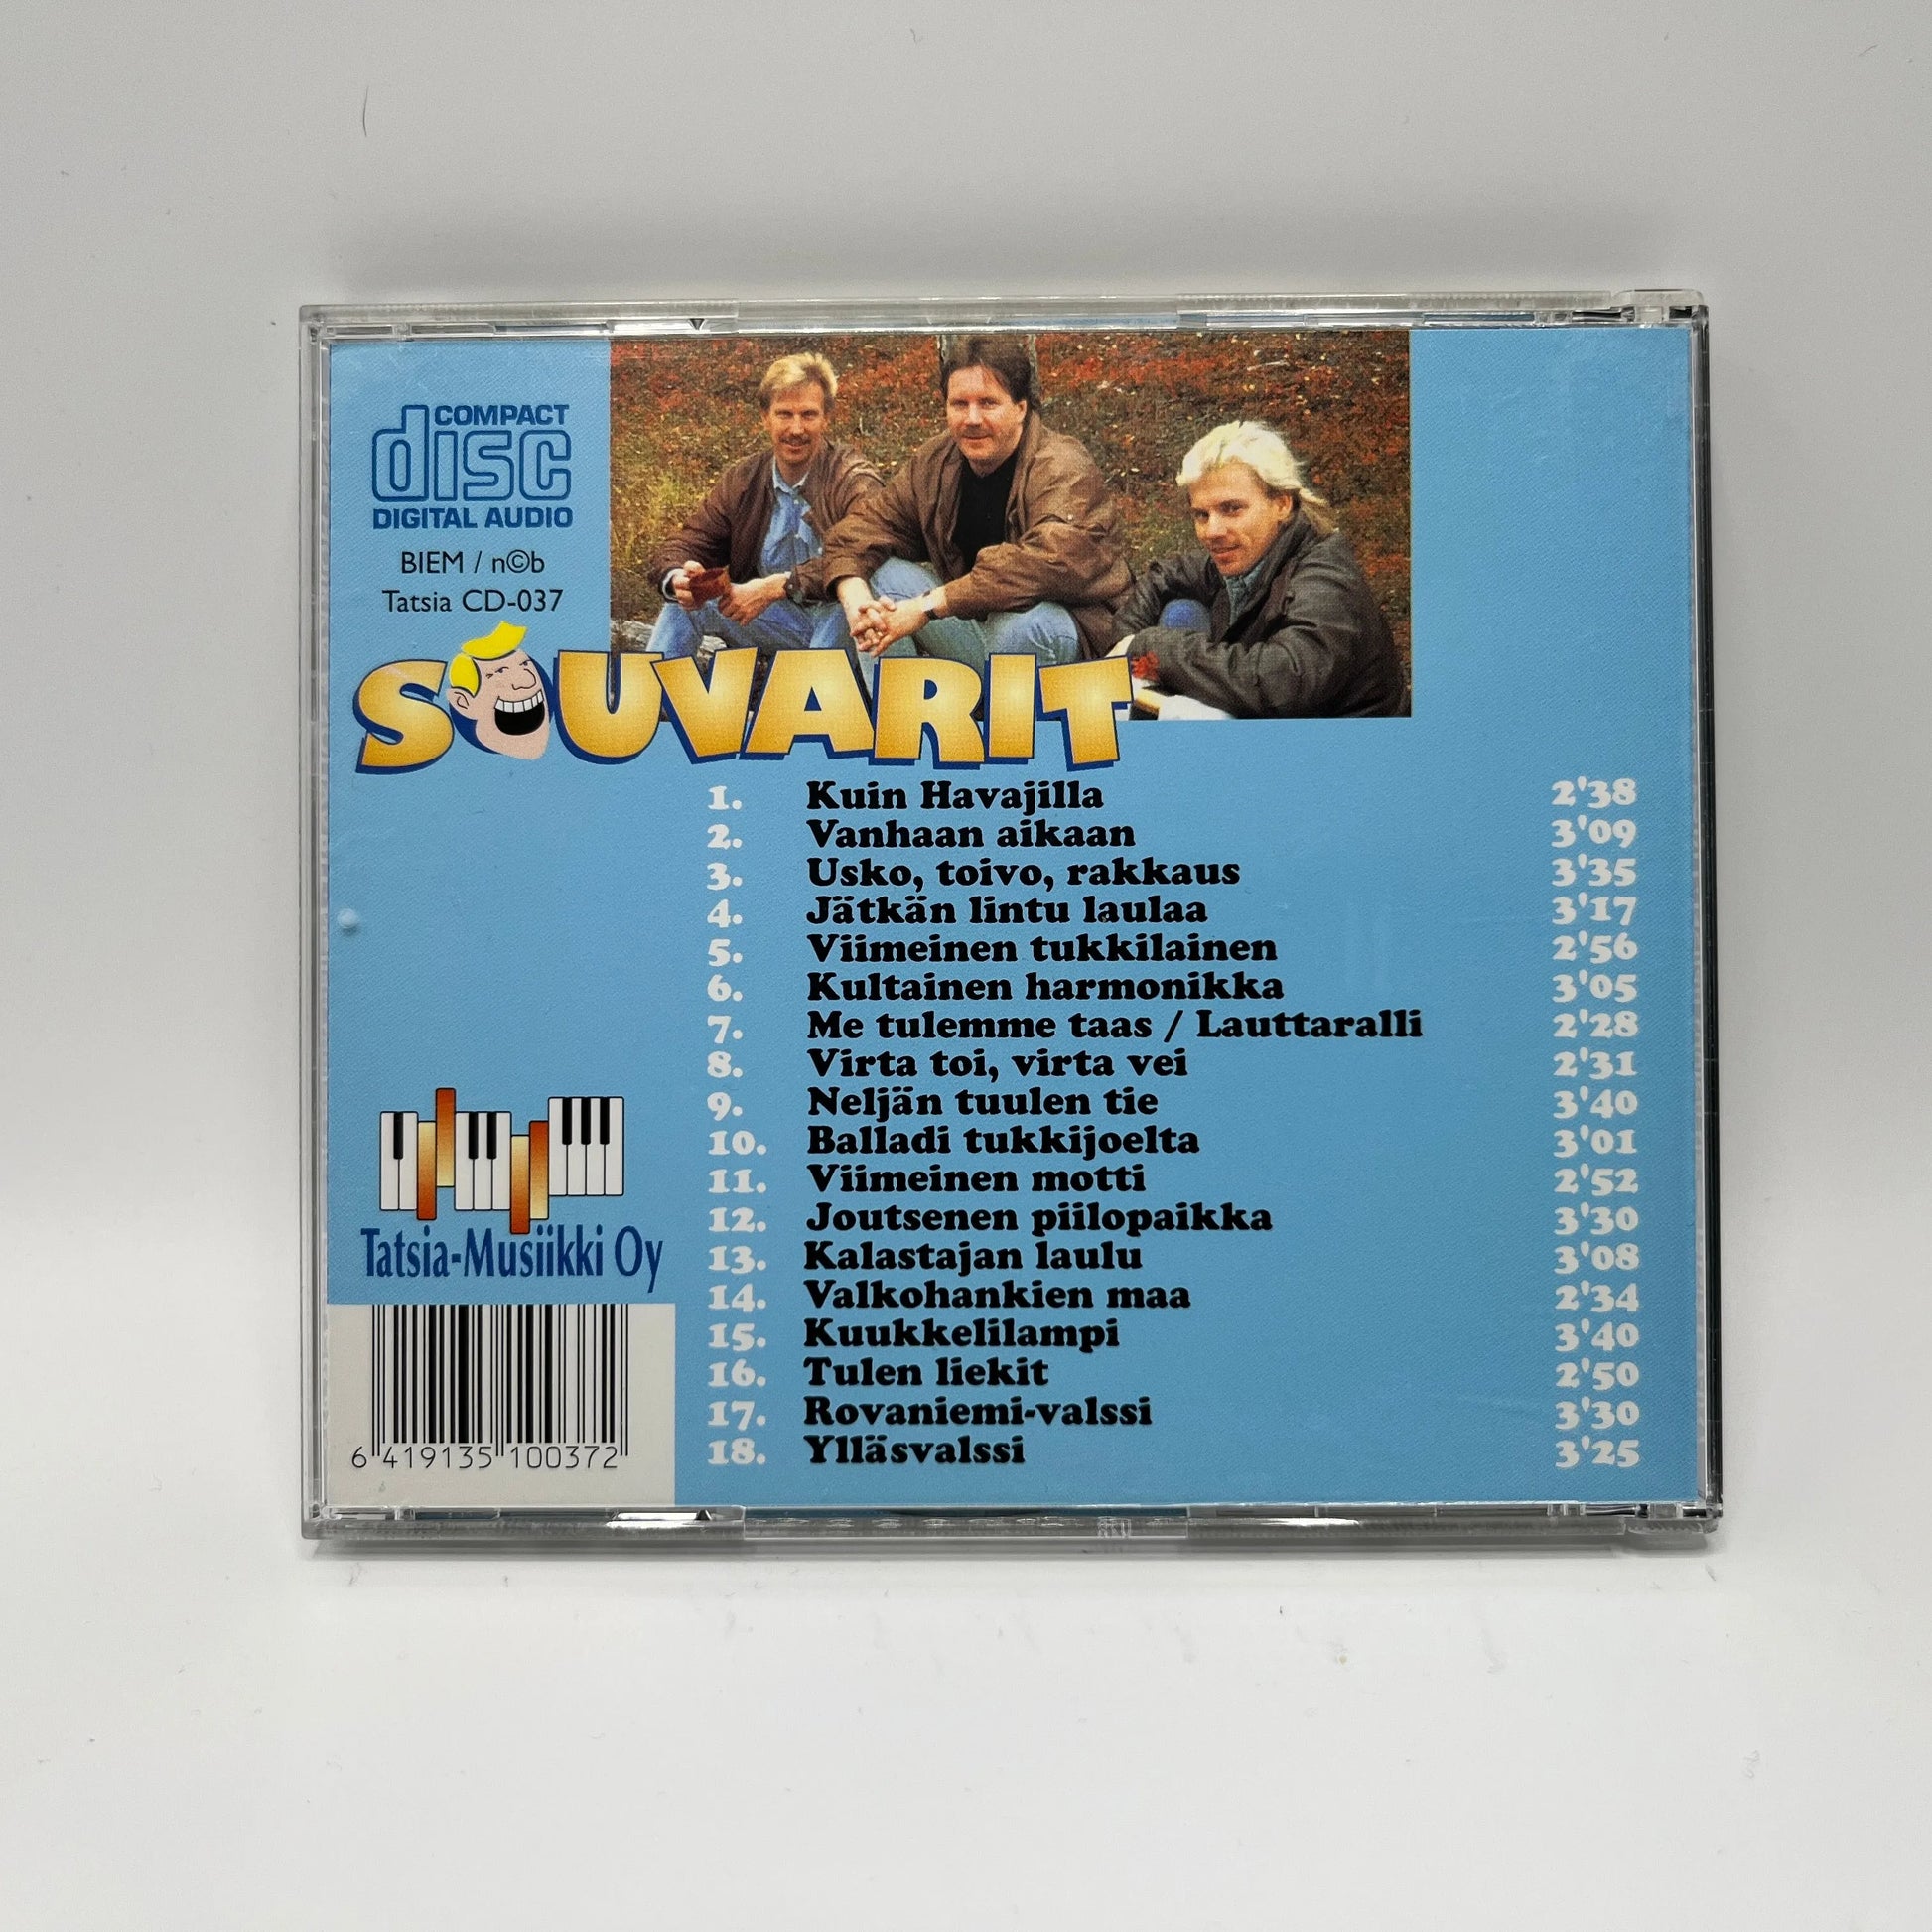 COMPACT
disc
DIGITAL AUDIO
BIEM / n©b
Tatsia CD-037
SOUVARIT
1. Kuin Havajilla 2'38
2. Vanhaan aikaan 3'09
3. Usko, toivo, rakkaus 3'35
4. Jätkän lintu laulaa 3'17
5. Viimeinen tukkilainen 2'56
6. Kultainen harmonikka 3'05
7. Me tulemme taas / Lauttaralli 2'28
8. Virta toi, virta vei 2'31
9. Neljän tuulen tie 3'40
10. Balladi tukkijoelta 3'01
11. Viimeinen motti 2'52
12. Joutsenen piilopaikka 3'30
13. Kalastajan laulu 3'08
14. Valkohankien maa 2'34
15. Kuukkelilampi 3'40
16. Tulen liekit 2'50
17. Rovaniemi-valssi 3'30
18. Ylläsvalssi 3'25
Tatsia-Musiikki Oy
6 419135 100372